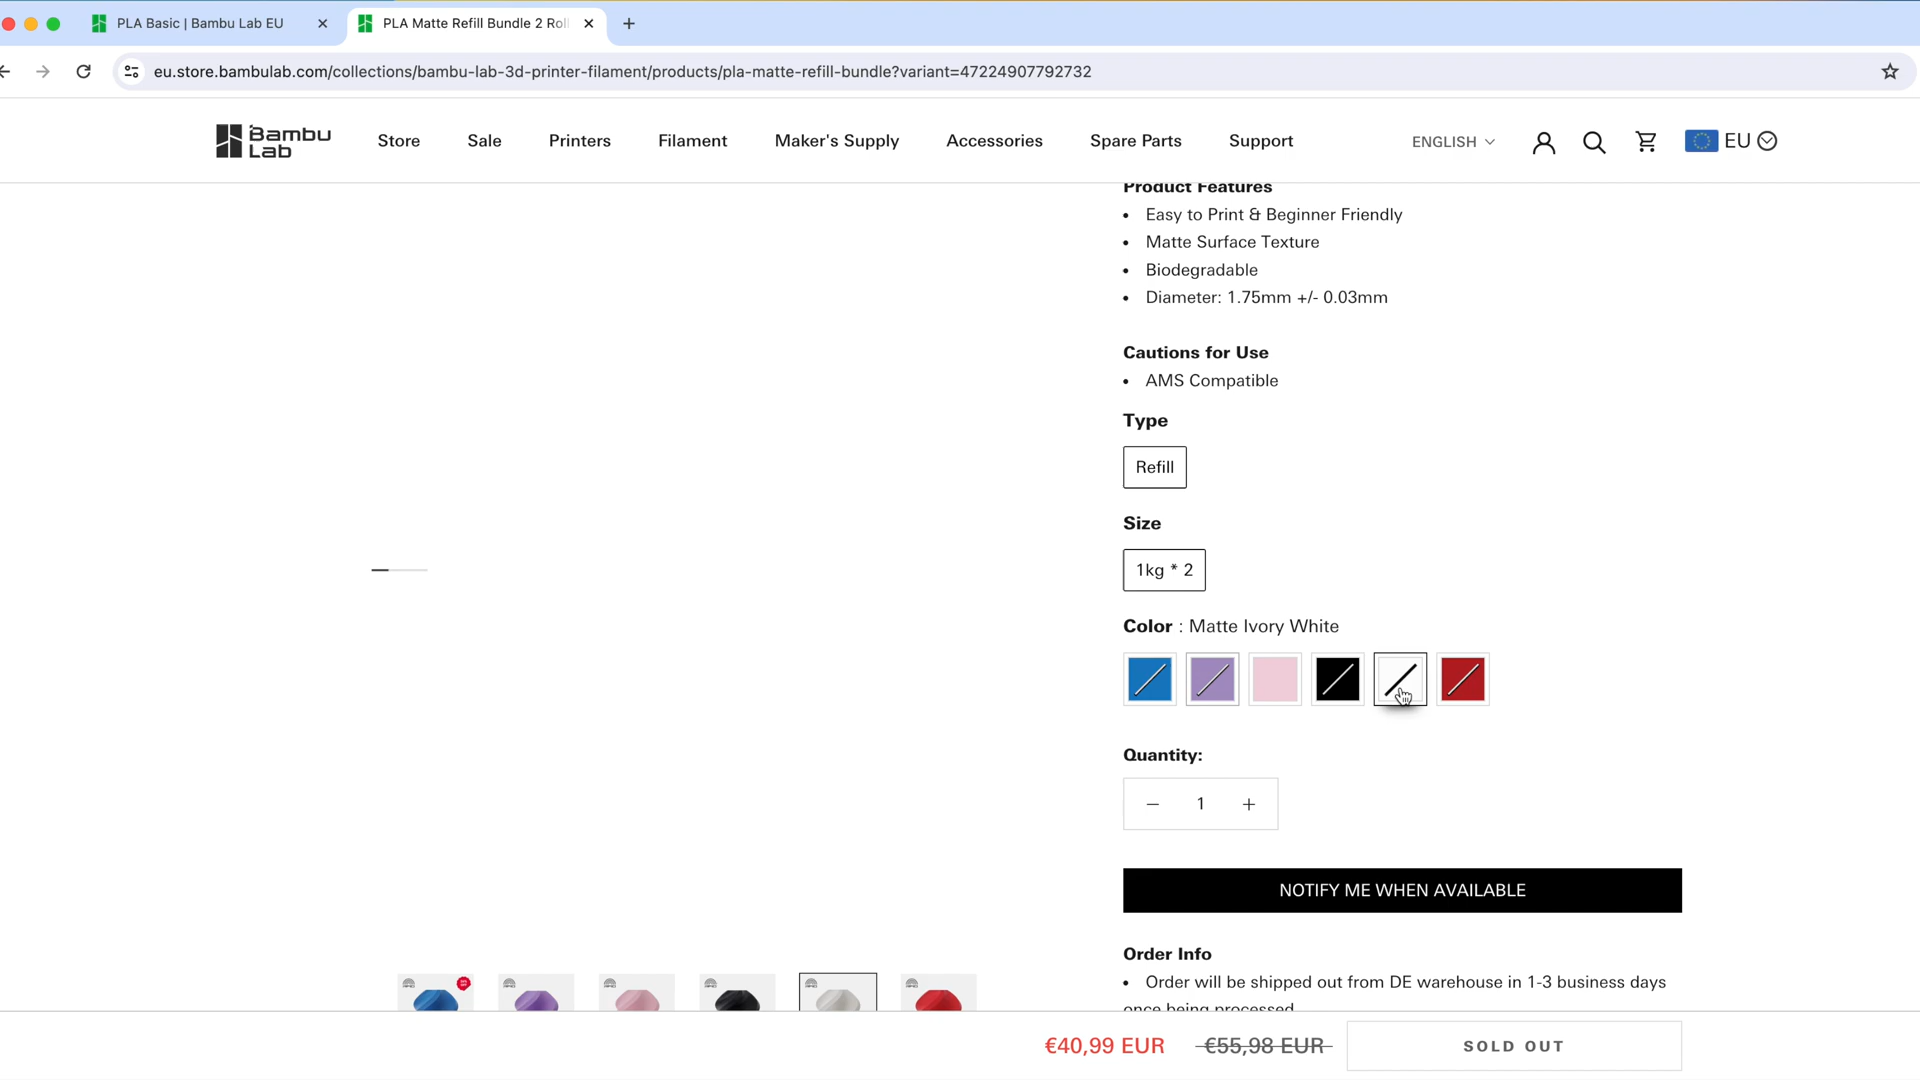 PLA Basic | Bambu Lab EU
PLA Matte Refill Bundle 2 Rol
eu.store.bambulab.com/collections/bambu-lab-3d-printer-filament/products/pla-matte-refill-bundle?variant=47224907792732
Bambu Lab
Store Sale Printers Filament Maker's Supply Accessories Spare Parts Support
ENGLISH
EU
Product Features
• Easy to Print & Beginner Friendly
• Matte Surface Texture
• Biodegradable
• Diameter: 1.75mm +/- 0.03mm
Cautions for Use
• AMS Compatible
Type
Refill
Size
1kg * 2
Color : Matte Ivory White
Quantity:
− 1 +
NOTIFY ME WHEN AVAILABLE
Order Info
• Order will be shipped out from DE warehouse in 1-3 business days
once being processed
€40,99 EUR €55,98 EUR SOLD OUT